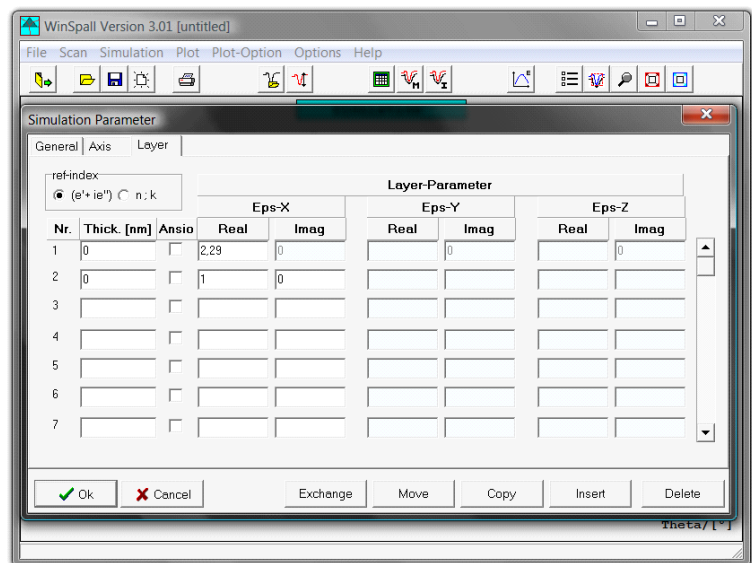 WinSpall Version 3.01 [untitled]
File Scan Simulation Plot Plot-Option Options Help
M I E
Simulation Parameter
General Axis Layer
ref-index
(e'+ ie") n ; k
Layer-Parameter
Eps-X Eps-Y Eps-Z
Nr. Thick. [nm] Ansio Real Imag Real Imag Real Imag
1 0 2,29 0 0 0
2 0 1 0
3
4
5
6
7
Ok Cancel Exchange Move Copy Insert Delete
Theta/[°]